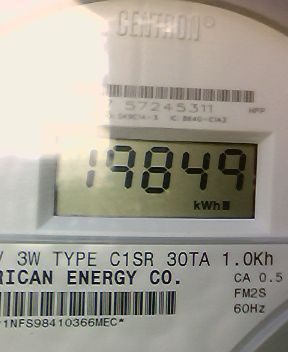 CENTRON®
57245311
19849
kWh
3W TYPE C1SR 30TA 1.0Kh
RICAN ENERGY CO.
CA 0.5
FM2S
60Hz
1NFS98410366MEC*